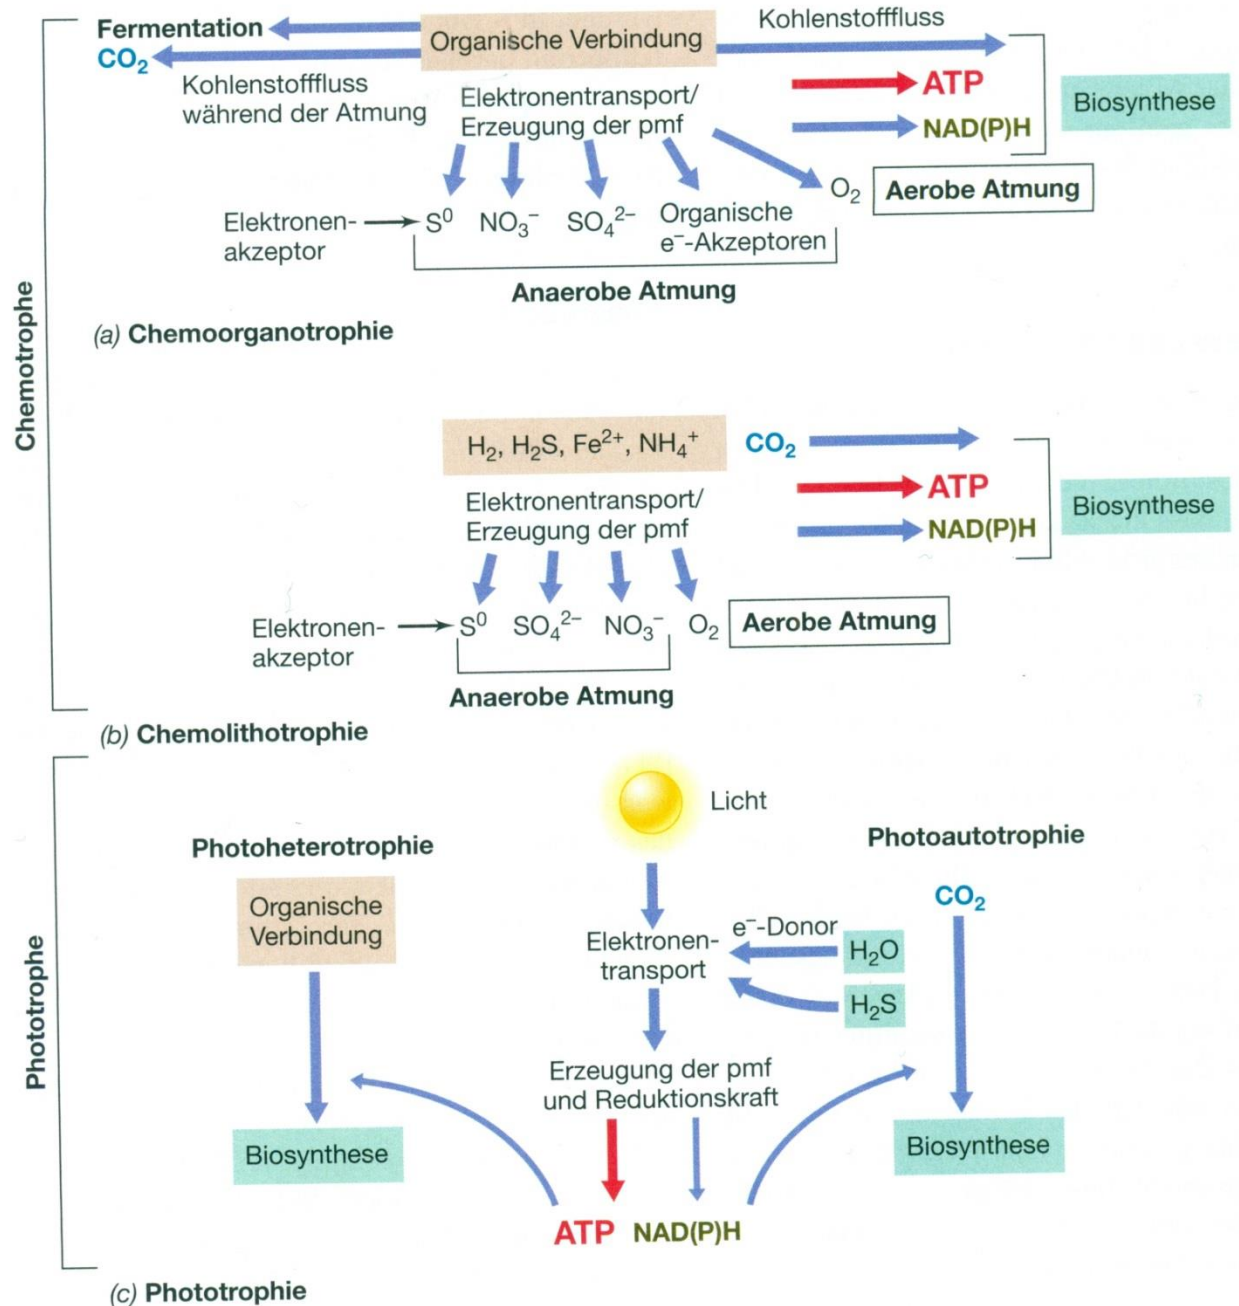 Chemotrophe
Fermentation
CO₂
Organische Verbindung
Kohlenstofffluss
Kohlenstofffluss
während der Atmung
Elektronentransport/
Erzeugung der pmf
ATP
NAD(P)H
Biosynthese
O₂
Aerobe Atmung
Elektronen-
akzeptor
S⁰
NO₃⁻
SO₄²⁻
Organische
e⁻-Akzeptoren
Anaerobe Atmung
(a) Chemoorganotrophie
H₂, H₂S, Fe²⁺, NH₄⁺
CO₂
Elektronentransport/
Erzeugung der pmf
ATP
NAD(P)H
Biosynthese
Elektronen-
akzeptor
S⁰
SO₄²⁻
NO₃⁻
O₂
Aerobe Atmung
Anaerobe Atmung
(b) Chemolithotrophie
Phototrophe
Licht
Photoheterotrophie
Photoautotrophie
Organische
Verbindung
CO₂
Elektronen-
transport
e⁻-Donor
H₂O
H₂S
Erzeugung der pmf
und Reduktionskraft
Biosynthese
Biosynthese
ATP
NAD(P)H
(c) Phototrophie